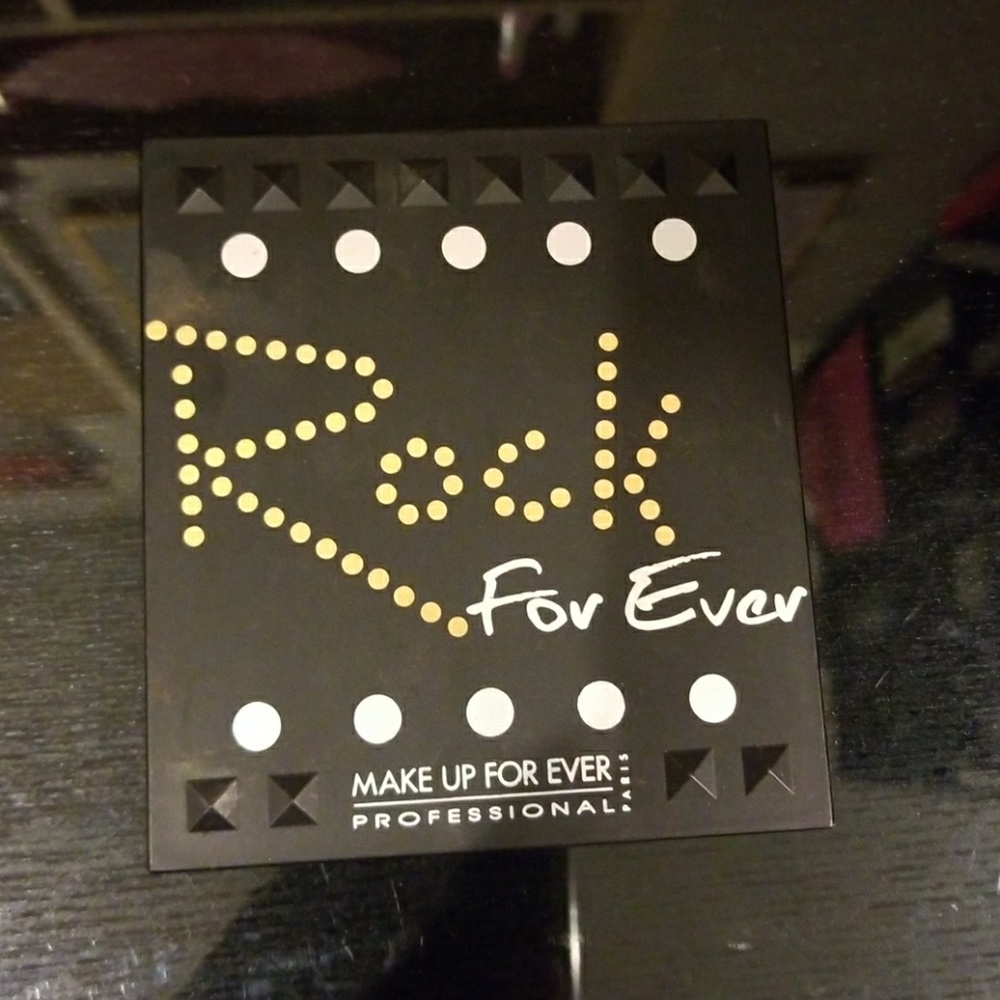 Rock
For Ever
MAKE UP FOR EVER
PROFESSIONAL
PARIS